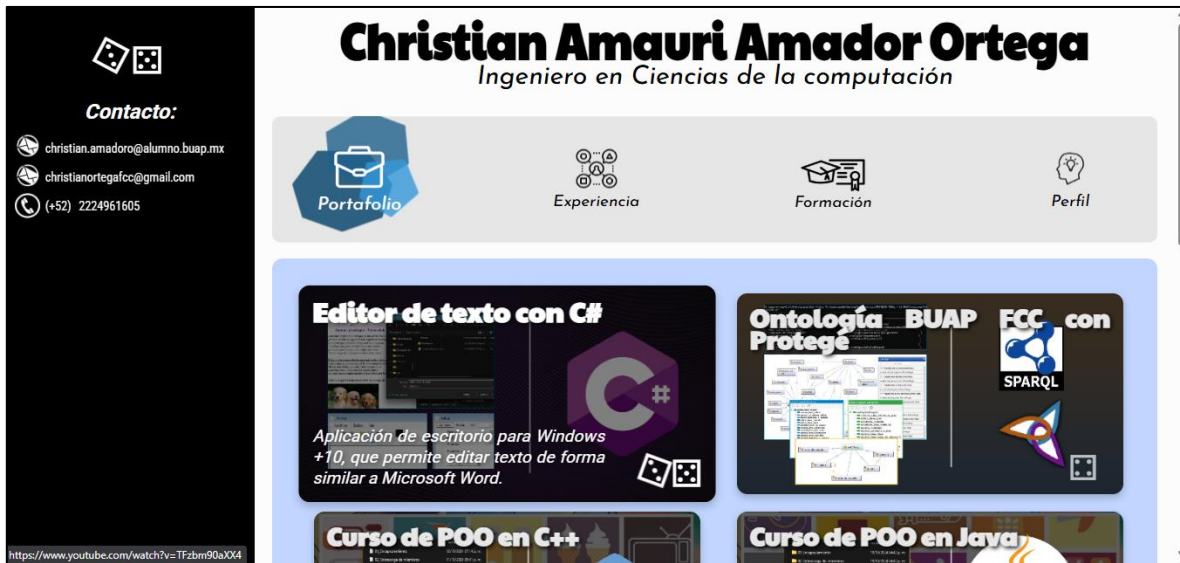 Contacto:
christian.amadoro@alumno.buap.mx
christianortegafcc@gmail.com
(+52) 2224961605
https://www.youtube.com/watch?v=TFzbm90aXX4
Christian Amauri Amador Ortega
Ingeniero en Ciencias de la computación
Portafolio
Experiencia
Formación
Perfil
Editor de texto con C#
C#
Aplicación de escritorio para Windows
+10, que permite editar texto de forma
similar a Microsoft Word.
Ontología BUAP FCC con
Protegé
SPARQL
Curso de POO en C++
Curso de POO en Java